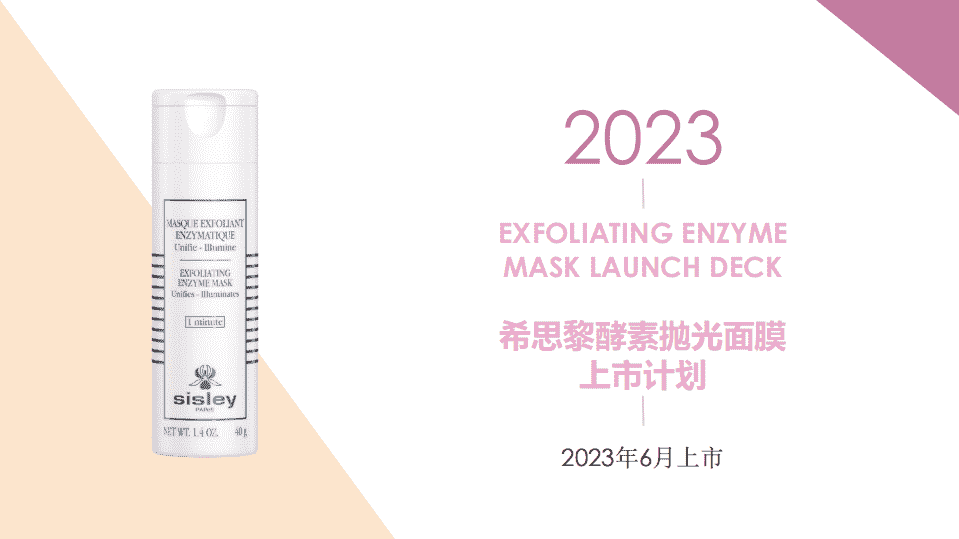 MASQUE EXFOLIANT
ENZYMATIQUE
Unifie - Illumine
EXFOLIATING
ENZYME MASK
Unifies - Illuminates
1 minute
sisley
PARIS
NET WT. 1.4 OZ. 40g
2023
EXFOLIATING ENZYME
MASK LAUNCH DECK
希思黎酵素抛光面膜
上市计划
2023年6月上市